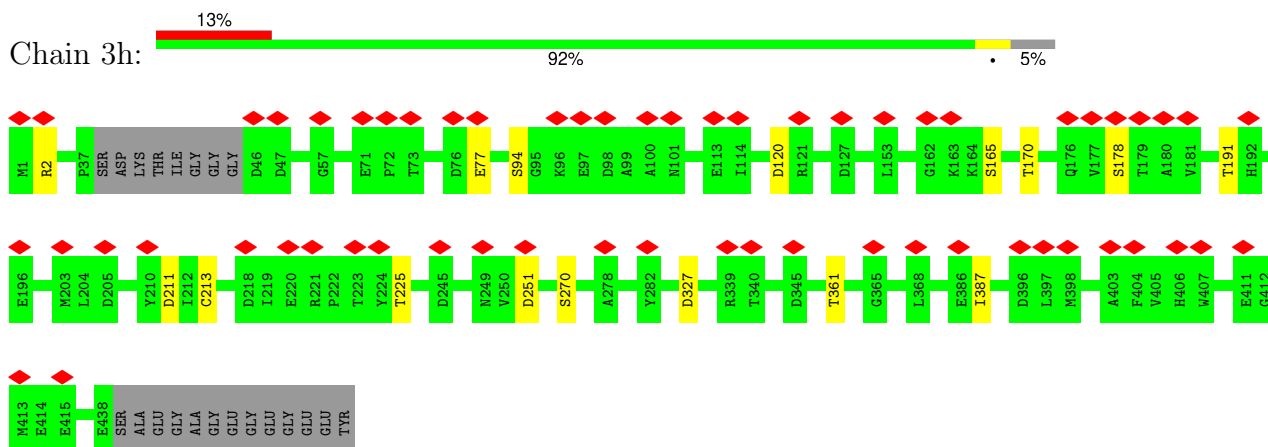 13%
Chain 3h:
92% • 5%
M1 R2 P37 SER ASP LYS THR ILE GLY GLY GLY D46 D47 G57 E71 P72 T73 D76 E77 S94 G95 K96 E97 D98 A99 A100 N101 E113 I114 D120 R121 D127 L153 G162 K163 K164 S165 T170 Q176 V177 S178 T179 A180 V181 T191 H192
E196 M203 L204 D205 Y210 D211 I212 C213 D218 I219 E220 R221 P222 T223 Y224 T225 D245 N249 V250 D251 S270 A278 Y282 D327 R339 T340 D345 T361 G365 L368 E386 I387 D396 L397 M398 A403 F404 V405 H406 W407 E411 G412
M413 E414 E415 E438 SER ALA GLU GLY ALA GLY GLU GLY GLU GLY GLU GLU TYR